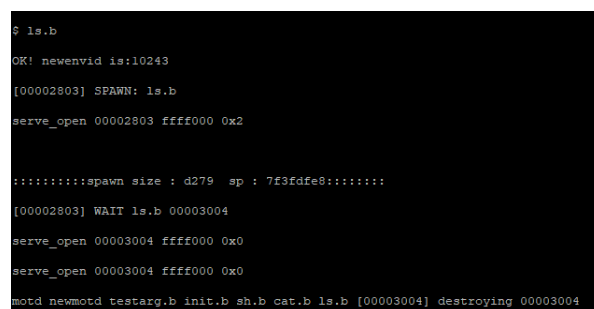 $ ls.b
OK! newenvid is:10243
[00002803] SPAWN: ls.b
serve_open 00002803 ffff000 0x2
::::::::::spawn size : d279 sp : 7f3fdfe8::::::::
[00002803] WAIT ls.b 00003004
serve_open 00003004 ffff000 0x0
serve_open 00003004 ffff000 0x0
motd newmotd testarg.b init.b sh.b cat.b ls.b [00003004] destroying 00003004